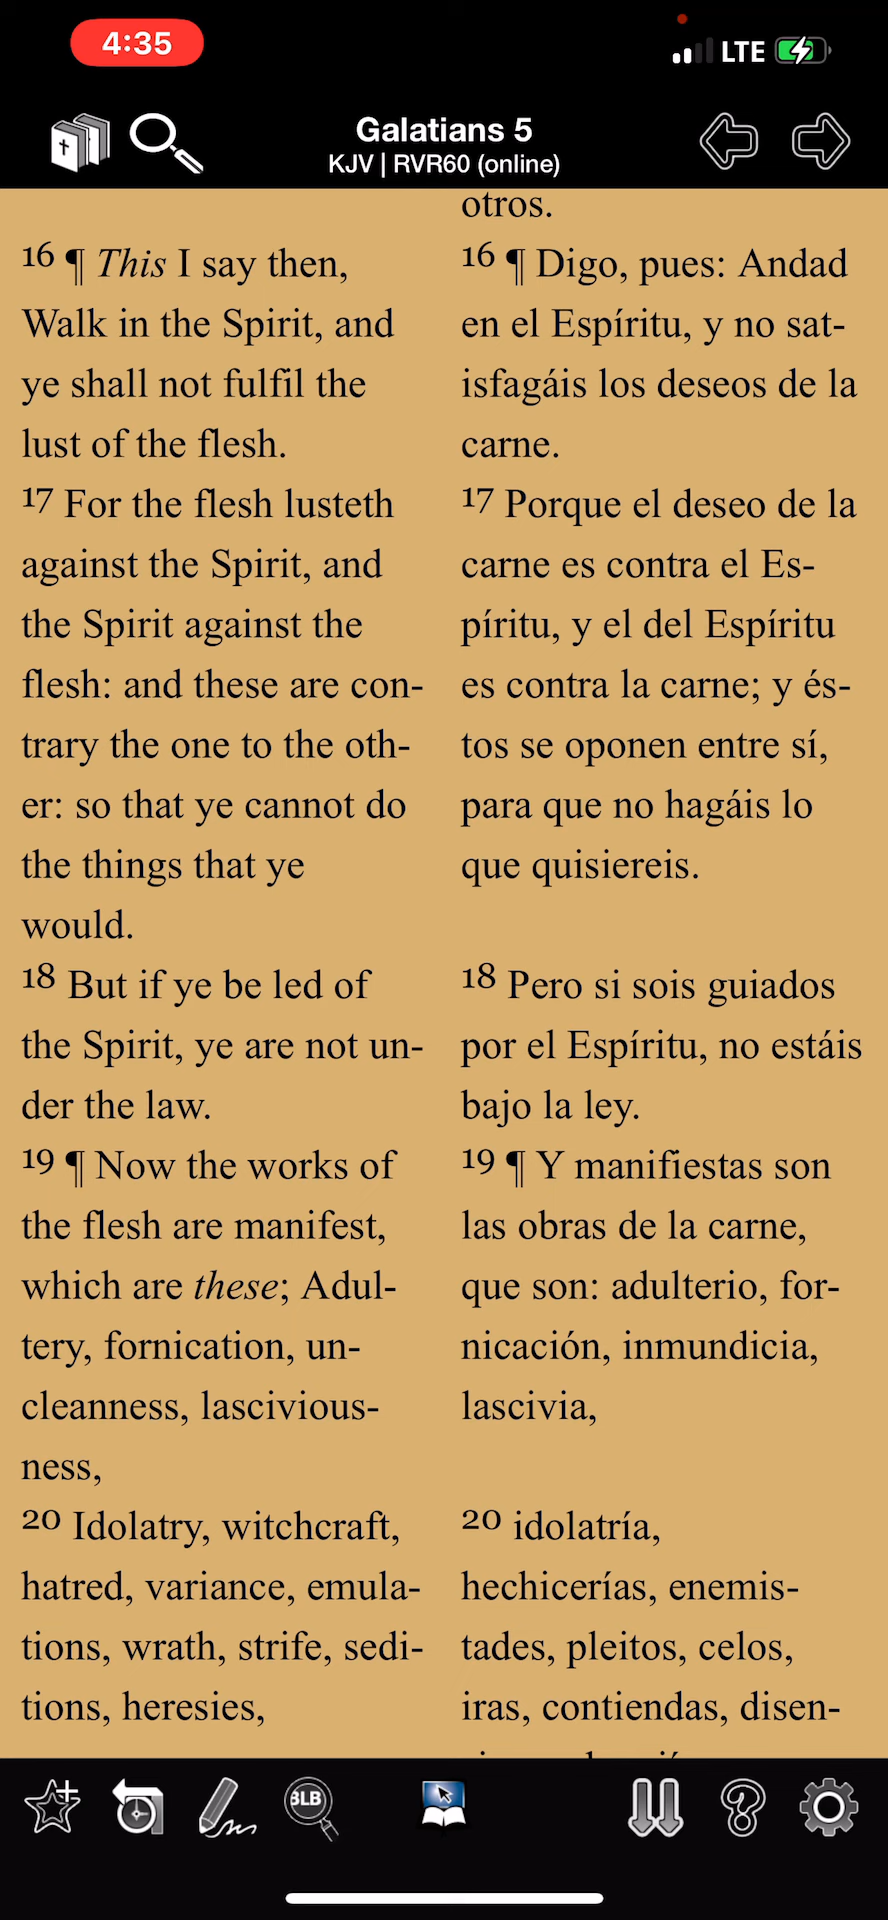 4:35
LTE
Galatians 5
KJV | RVR60 (online)
16 ¶ This I say then,
Walk in the Spirit, and
ye shall not fulfil the
lust of the flesh.
17 For the flesh lusteth
against the Spirit, and
the Spirit against the
flesh: and these are con-
trary the one to the oth-
er: so that ye cannot do
the things that ye
would.
18 But if ye be led of
the Spirit, ye are not un-
der the law.
19 ¶ Now the works of
the flesh are manifest,
which are these; Adul-
tery, fornication, un-
cleanness, lascivious-
ness,
20 Idolatry, witchcraft,
hatred, variance, emula-
tions, wrath, strife, sedi-
tions, heresies,
otros.
16 ¶ Digo, pues: Andad
en el Espíritu, y no sat-
isfagáis los deseos de la
carne.
17 Porque el deseo de la
carne es contra el Es-
píritu, y el del Espíritu
es contra la carne; y és-
tos se oponen entre sí,
para que no hagáis lo
que quisiereis.
18 Pero si sois guiados
por el Espíritu, no estáis
bajo la ley.
19 ¶ Y manifiestas son
las obras de la carne,
que son: adulterio, for-
nicación, inmundicia,
lascivia,
20 idolatría,
hechicerías, enemis-
tades, pleitos, celos,
iras, contiendas, disen-
BLB